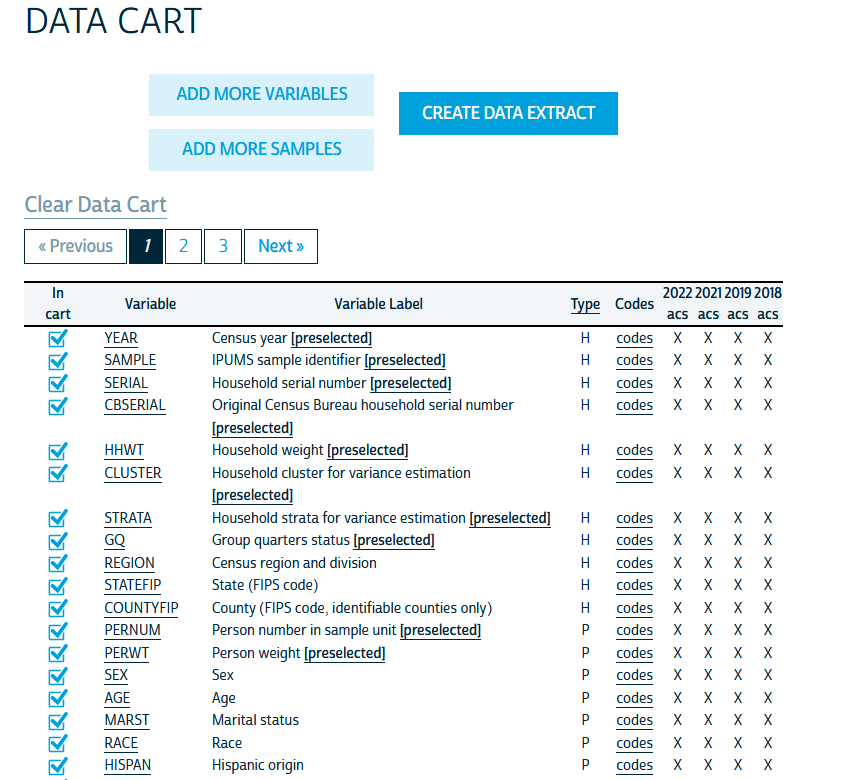 DATA CART
ADD MORE VARIABLES
CREATE DATA EXTRACT
ADD MORE SAMPLES
Clear Data Cart
« Previous 1 2 3 Next »
In cart Variable Variable Label Type Codes 2022 acs 2021 acs 2019 acs 2018 acs
YEAR Census year [preselected] H codes X X X X
SAMPLE IPUMS sample identifier [preselected] H codes X X X X
SERIAL Household serial number [preselected] H codes X X X X
CBSERIAL Original Census Bureau household serial number H codes X X X X
[preselected]
HHWT Household weight [preselected] H codes X X X X
CLUSTER Household cluster for variance estimation H codes X X X X
[preselected]
STRATA Household strata for variance estimation [preselected] H codes X X X X
GQ Group quarters status [preselected] H codes X X X X
REGION Census region and division H codes X X X X
STATEFIP State (FIPS code) H codes X X X X
COUNTYFIP County (FIPS code, identifiable counties only) H codes X X X X
PERNUM Person number in sample unit [preselected] P codes X X X X
PERWT Person weight [preselected] P codes X X X X
SEX Sex P codes X X X X
AGE Age P codes X X X X
MARST Marital status P codes X X X X
RACE Race P codes X X X X
HISPAN Hispanic origin P codes X X X X